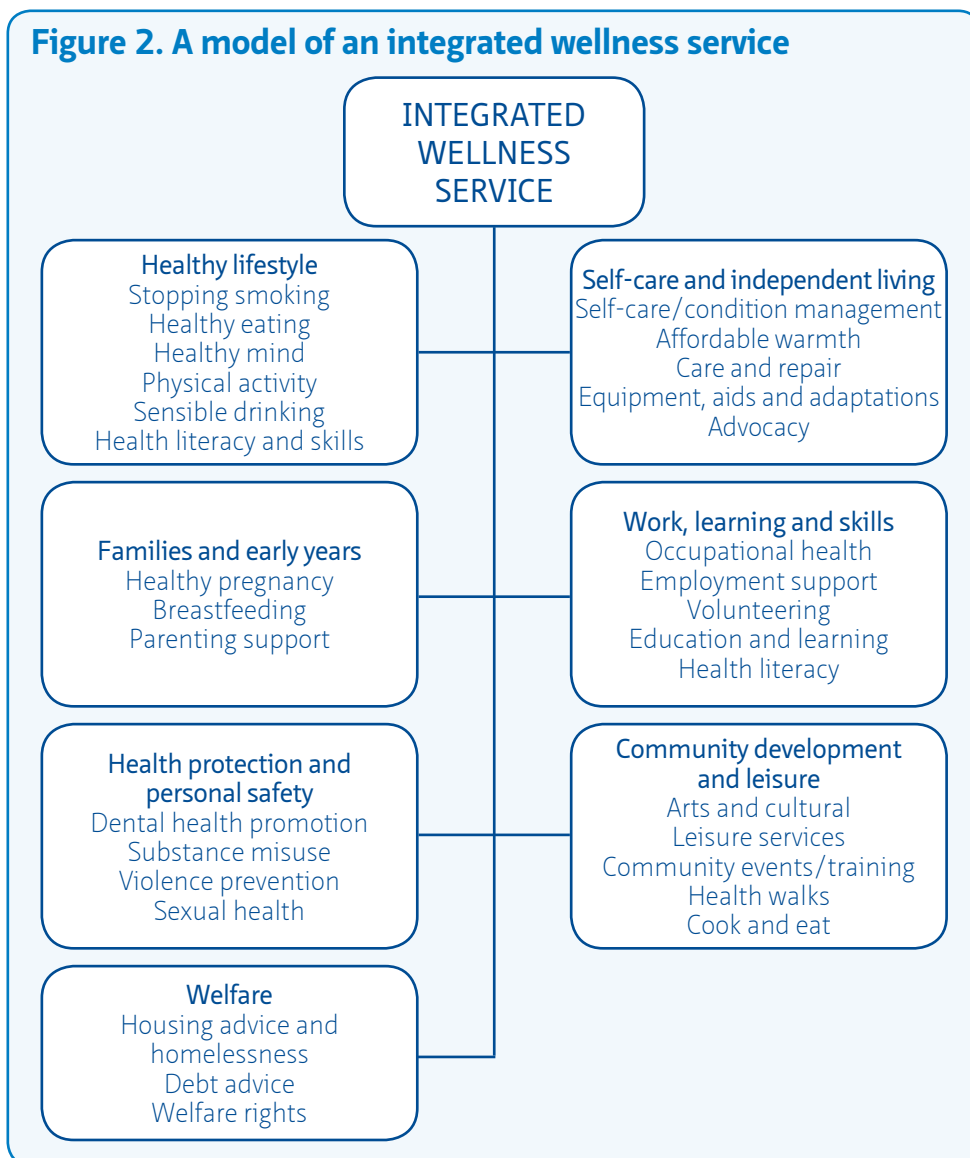 Figure 2. A model of an integrated wellness service
INTEGRATED
WELLNESS
SERVICE
Healthy lifestyle
Stopping smoking
Healthy eating
Healthy mind
Physical activity
Sensible drinking
Health literacy and skills
Self-care and independent living
Self-care/condition management
Affordable warmth
Care and repair
Equipment, aids and adaptations
Advocacy
Families and early years
Healthy pregnancy
Breastfeeding
Parenting support
Work, learning and skills
Occupational health
Employment support
Volunteering
Education and learning
Health literacy
Health protection and
personal safety
Dental health promotion
Substance misuse
Violence prevention
Sexual health
Community development
and leisure
Arts and cultural
Leisure services
Community events/training
Health walks
Cook and eat
Welfare
Housing advice and
homelessness
Debt advice
Welfare rights